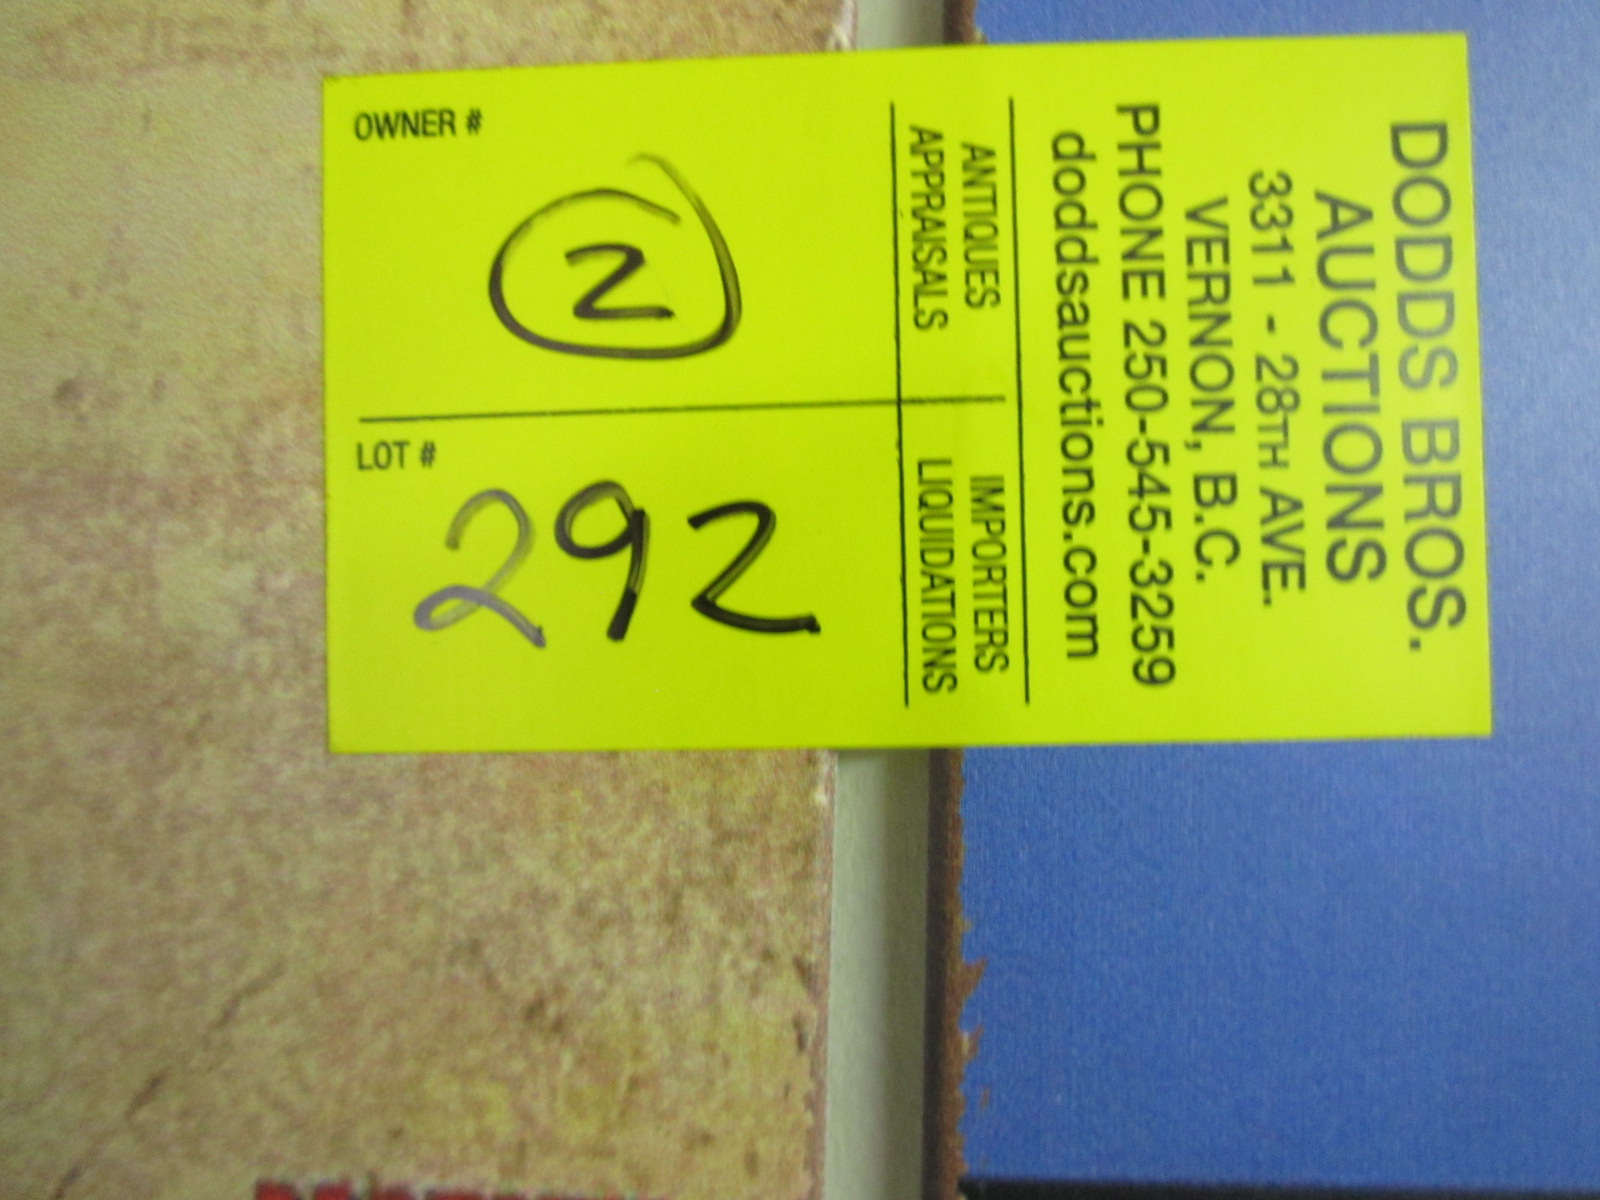 DODDS BROS.
AUCTIONS
3311 - 28TH AVE.
VERNON, B.C.
PHONE 250-545-3259
doddsauctions.com
ANTIQUES
APPRAISALS
IMPORTERS
LIQUIDATIONS
OWNER #
2
LOT #
292